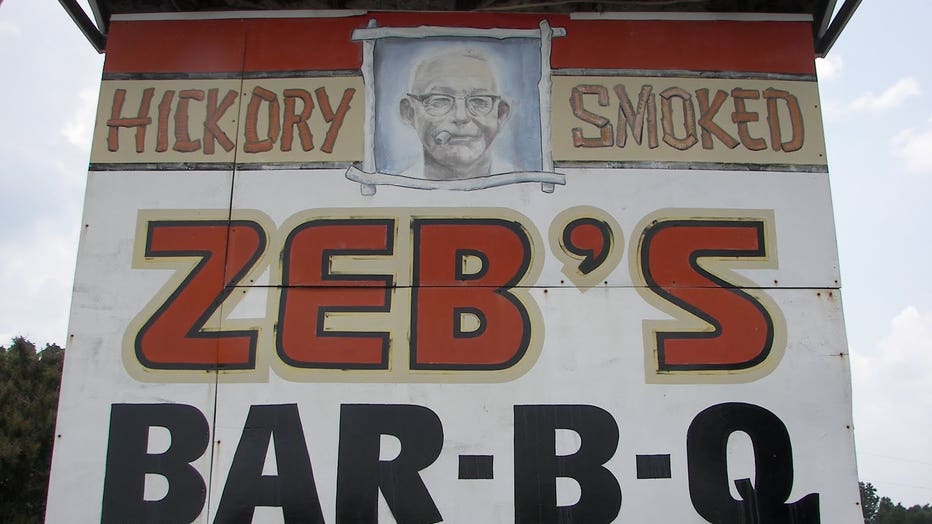 HICKORY SMOKED
ZEB'S
BAR-B-Q